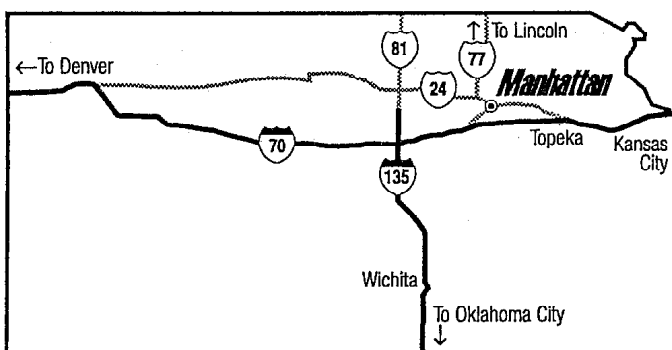 81
↑ To Lincoln
77
←To Denver
24
Manhattan
70
Topeka
Kansas
City
135
Wichita
To Oklahoma City
↓